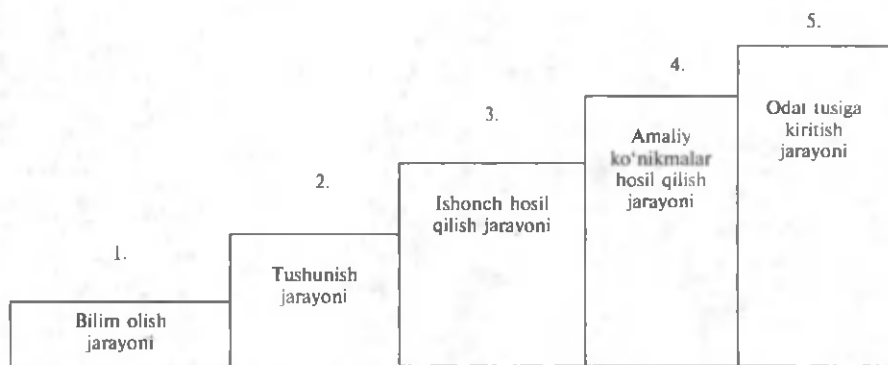 1.
Bilim olish
jarayoni
2.
Tushunish
jarayoni
3.
Ishonch hosil
qilish jarayoni
4.
Amaliy
ko‘nikmalar
hosil qilish
jarayoni
5.
Odat tusiga
kiritish
jarayoni